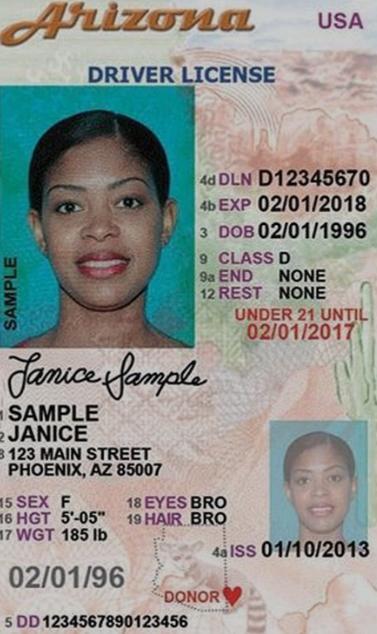 Arizona USA
DRIVER LICENSE
4d DLN D12345670
4b EXP 02/01/2018
3 DOB 02/01/1996
9 CLASS D
9a END NONE
12 REST NONE
UNDER 21 UNTIL
02/01/2017
SAMPLE
Janice Sample
1 SAMPLE
2 JANICE
8 123 MAIN STREET
PHOENIX, AZ 85007
15 SEX F 18 EYES BRO
16 HGT 5'-05" 19 HAIR BRO
17 WGT 185 lb
4a ISS 01/10/2013
02/01/96
DONOR
5 DD 1234567890123456